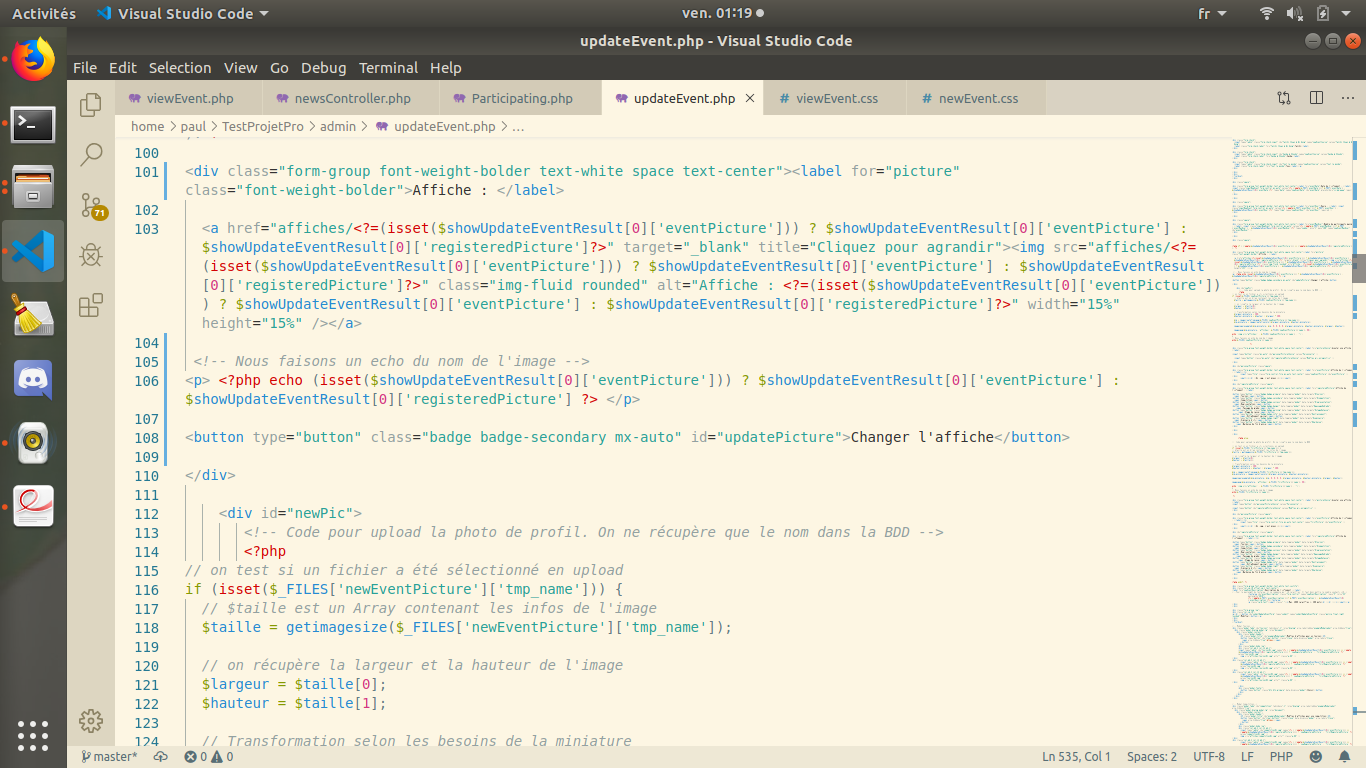 Activités
Visual Studio Code
ven. 01:19
fr
updateEvent.php - Visual Studio Code
File Edit Selection View Go Debug Terminal Help
viewEvent.php
newsController.php
Participating.php
updateEvent.php
# viewEvent.css
# newEvent.css
home > paul > TestProjetPro > admin > updateEvent.php > ...
71
100
101 <div class="form-group font-weight-bolder text-white space text-center"><label for="picture"
class="font-weight-bolder">Affiche : </label>
102
103 <a href="affiches/<?=(isset($showUpdateEventResult[0]['eventPicture'])) ? $showUpdateEventResult[0]['eventPicture'] :
$showUpdateEventResult[0]['registeredPicture']?>" target="_blank" title="Cliquez pour agrandir"><img src="affiches/<?=
(isset($showUpdateEventResult[0]['eventPicture'])) ? $showUpdateEventResult[0]['eventPicture'] : $showUpdateEventResult
[0]['registeredPicture']?>" class="img-fluid rounded" alt="Affiche : <?=(isset($showUpdateEventResult[0]['eventPicture'])
) ? $showUpdateEventResult[0]['eventPicture'] : $showUpdateEventResult[0]['registeredPicture']?>" width="15%"
height="15%" /></a>
104
105 <!-- Nous faisons un echo du nom de l'image -->
106 <p> <?php echo (isset($showUpdateEventResult[0]['eventPicture'])) ? $showUpdateEventResult[0]['eventPicture'] :
$showUpdateEventResult[0]['registeredPicture'] ?> </p>
107
108 <button type="button" class="badge badge-secondary mx-auto" id="updatePicture">Changer l'affiche</button>
109
110 </div>
111
112 <div id="newPic">
113 <!-- Code pour upload la photo de profil. On ne récupère que le nom dans la BDD -->
114 <?php
115 // on test si un fichier a été sélectionné a upload
116 if (isset($_FILES['newEventPicture']['tmp_name'])) {
117 // $taille est un Array contenant les infos de l'image
118 $taille = getimagesize($_FILES['newEventPicture']['tmp_name']);
119
120 // on récupère la largeur et la hauteur de l'image
121 $largeur = $taille[0];
122 $hauteur = $taille[1];
123
124 // Transformation selon les besoins de la miniature
master* 0 0 Ln 535, Col 1 Spaces: 2 UTF-8 LF PHP